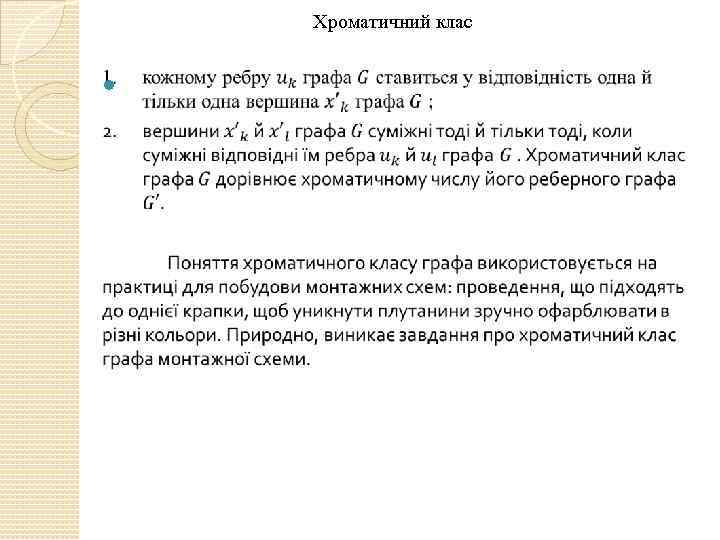 Хроматичний клас
1. кожному ребру 𝑢ₖ графа 𝐺 ставиться у відповідність одна й
тільки одна вершина 𝑥′ₖ графа 𝐺 ;
2. вершини 𝑥′ₖ й 𝑥′ₗ графа 𝐺 суміжні тоді й тільки тоді, коли
суміжні відповідні їм ребра 𝑢ₖ й 𝑢ₗ графа 𝐺 . Хроматичний клас
графа 𝐺 дорівнює хроматичному числу його реберного графа
𝐺′.
Поняття хроматичного класу графа використовується на
практиці для побудови монтажних схем: проведення, що підходять
до однієї крапки, щоб уникнути плутанини зручно офарблювати в
різні кольори. Природно, виникає завдання про хроматичний клас
графа монтажної схеми.